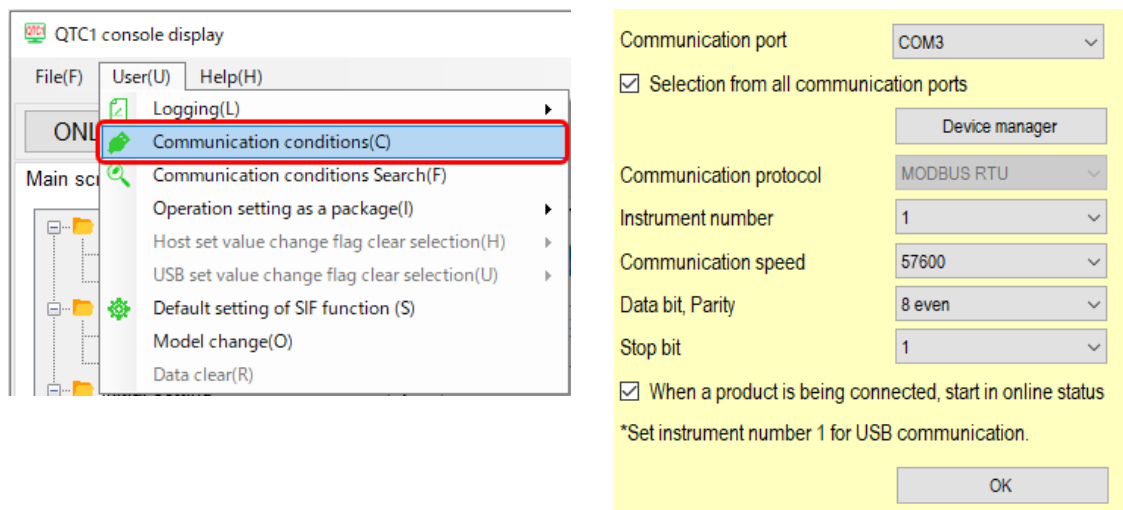 QTC1 console display
File(F) User(U) Help(H)
Logging(L)
ONL
Communication conditions(C)
Main scr
Communication conditions Search(F)
Operation setting as a package(I)
Host set value change flag clear selection(H)
USB set value change flag clear selection(U)
Default setting of SIF function (S)
Model change(O)
Data clear(R)
Communication port COM3
Selection from all communication ports
Device manager
Communication protocol MODBUS RTU
Instrument number 1
Communication speed 57600
Data bit, Parity 8 even
Stop bit 1
When a product is being connected, start in online status
*Set instrument number 1 for USB communication.
OK